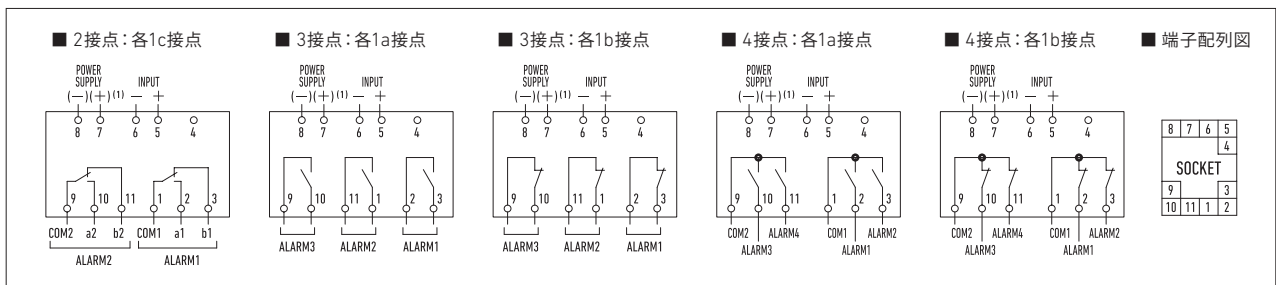 ■ 2接点：各1c接点
POWER
SUPPLY
INPUT
(−)(+)(1) − +
8 7 6 5 4
9 10 11 1 2 3
COM2 a2 b2 COM1 a1 b1
ALARM2 ALARM1
■ 3接点：各1a接点
POWER
SUPPLY
INPUT
(−)(+)(1) − +
8 7 6 5 4
9 10 11 1 2 3
ALARM3 ALARM2 ALARM1
■ 3接点：各1b接点
POWER
SUPPLY
INPUT
(−)(+)(1) − +
8 7 6 5 4
9 10 11 1 2 3
ALARM3 ALARM2 ALARM1
■ 4接点：各1a接点
POWER
SUPPLY
INPUT
(−)(+)(1) − +
8 7 6 5 4
9 10 11 1 2 3
COM2 ALARM4 COM1 ALARM2
ALARM3 ALARM1
■ 4接点：各1b接点
POWER
SUPPLY
INPUT
(−)(+)(1) − +
8 7 6 5 4
9 10 11 1 2 3
COM2 ALARM4 COM1 ALARM2
ALARM3 ALARM1
■ 端子配列図
8 7 6 5
4
SOCKET
9 3
10 11 1 2